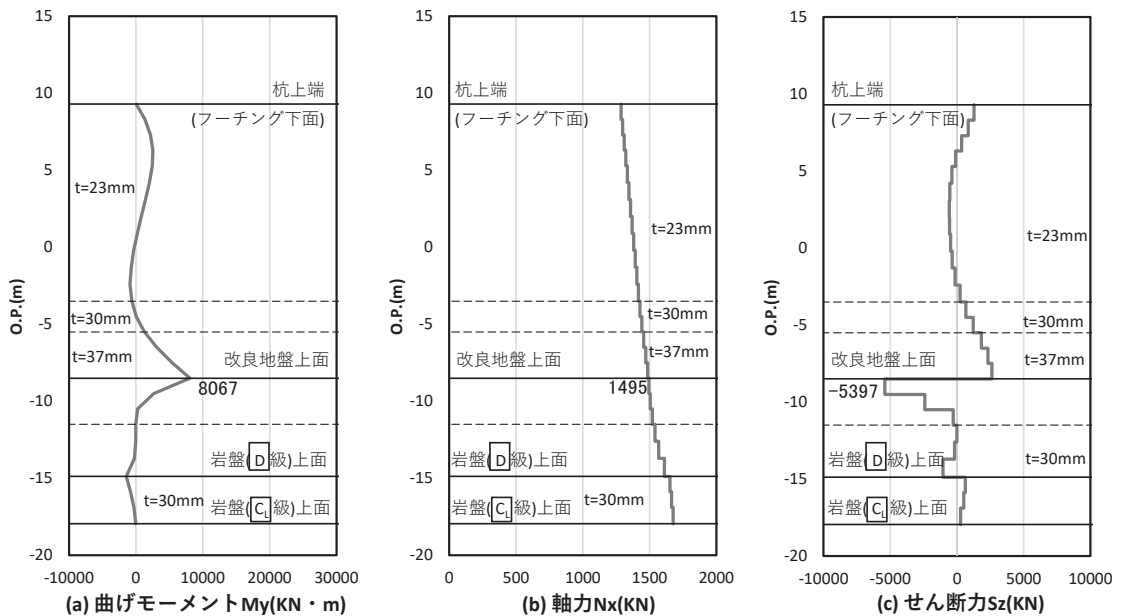 15
10
5
0
-5
-10
-15
-20
O.P.(m)
杭上端
(フーチング下面)
t=23mm
t=30mm
t=37mm
改良地盤上面
8067
岩盤(D級)上面
t=30mm
岩盤(CL級)上面
-10000 0 10000 20000 30000
(a) 曲げモーメントMy(KN・m)
15
10
5
0
-5
-10
-15
-20
O.P.(m)
杭上端
(フーチング下面)
t=23mm
t=30mm
t=37mm
改良地盤上面
1495
岩盤(D級)上面
t=30mm
岩盤(CL級)上面
0 500 1000 1500 2000
(b) 軸力Nx(KN)
15
10
5
0
-5
-10
-15
-20
O.P.(m)
杭上端
(フーチング下面)
t=23mm
t=30mm
改良地盤上面
t=37mm
−5397
岩盤(D級)上面
t=30mm
岩盤(CL級)上面
-10000 -5000 0 5000 10000
(c) せん断力Sz(KN)